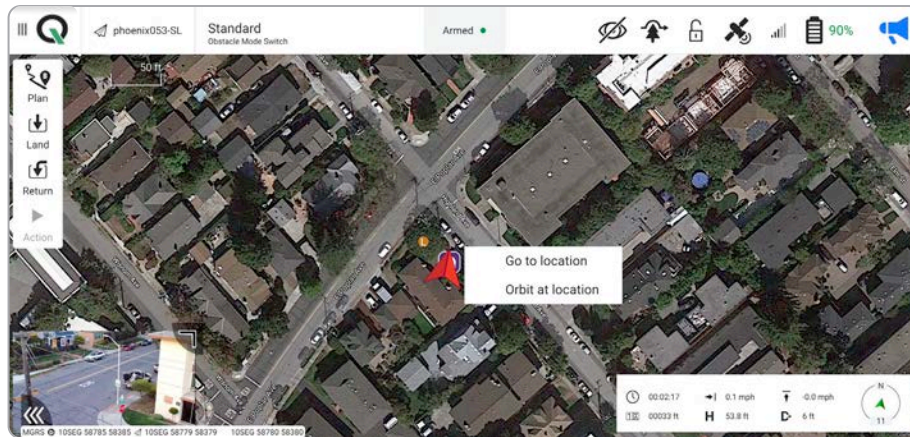 phoenix053-SL
Standard
Obstacle Mode Switch
Armed
90%
50 ft
Plan
Land
Return
Action
L
Go to location
Orbit at location
00:02:17
0.1 mph
-0.0 mph
00033 ft
H
53.8 ft
D
6 ft
N
11
MGRS
10SEG 58785 58385
10SEG 58779 58379
10SEG 58780 58380